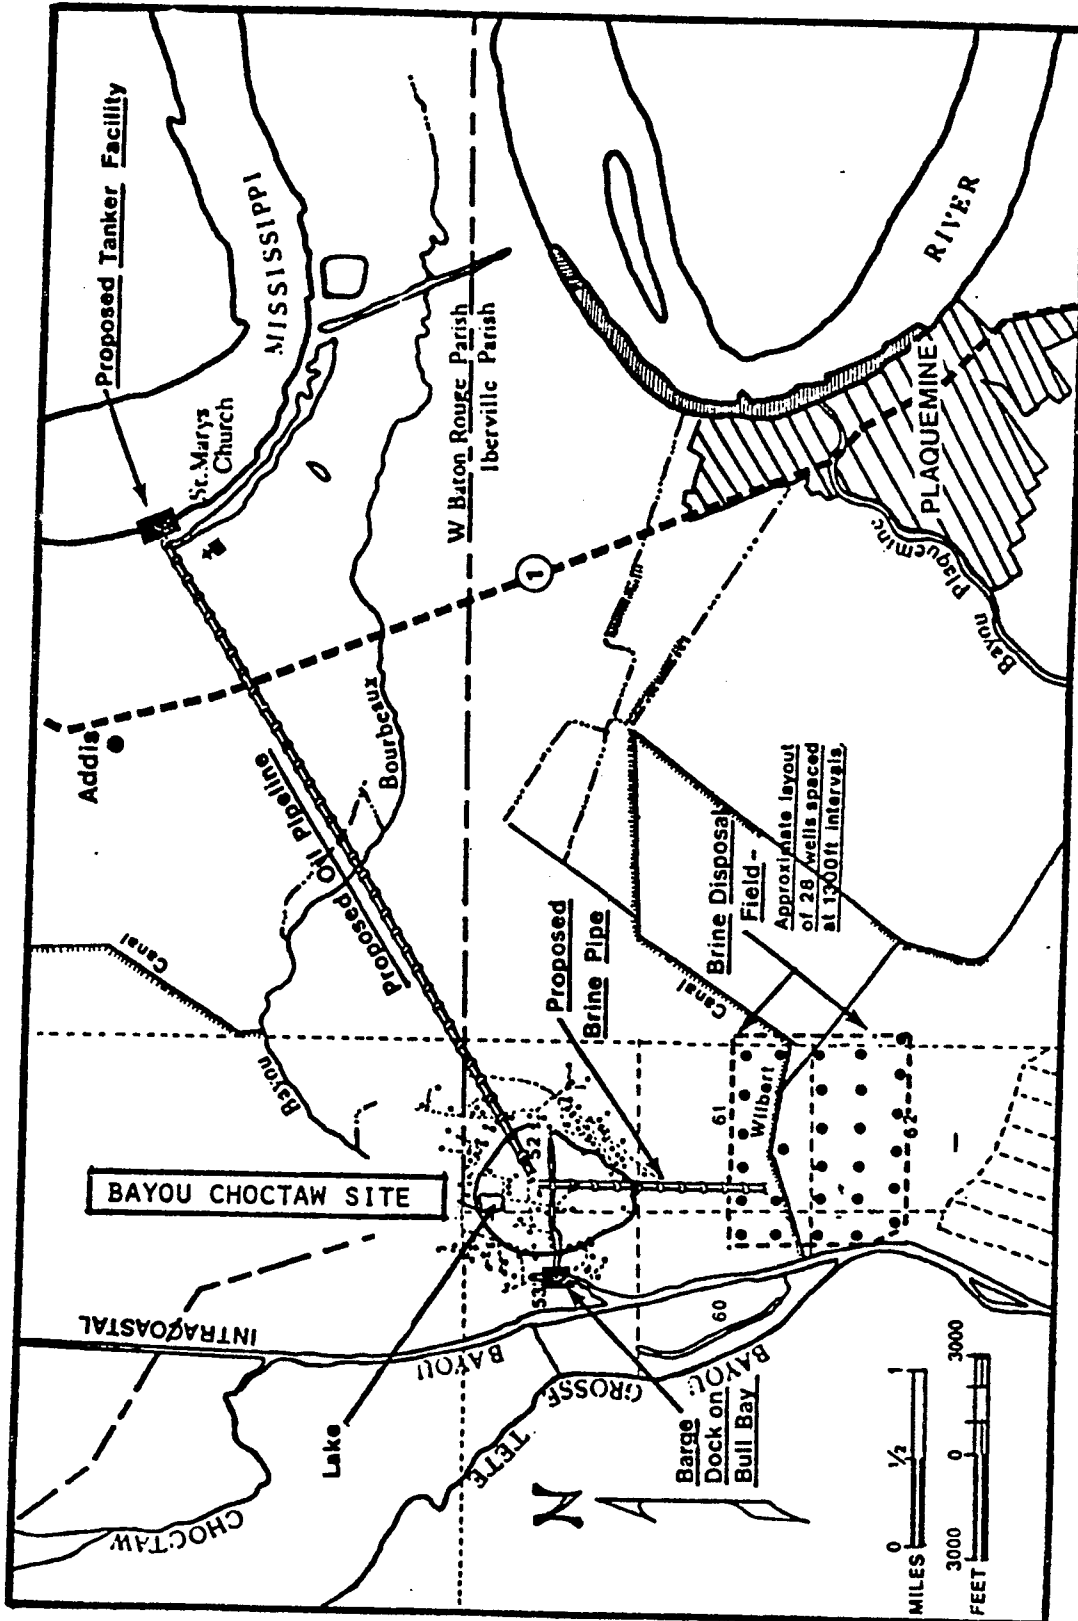 Proposed Tanker Facility
MISSISSIPPI
St. Marys
Church
W Baton Rouge Parish
Iberville Parish
RIVER
PLAQUEMINE
Bayou Plaquemine
1
Addis
Proposed Oil Pipeline
Bourbeaux
Bayou
Canal
Proposed
Brine Pipe
Brine Disposal
Field-
Approximate layout
of 28 wells spaced
at 1300ft intervals
Canal
Wilbert
61
62
52
53
60
BAYOU CHOCTAW SITE
Lake
INTRACOASTAL
BAYOU
CHOCTAW
BAYOU
GROSSE
TETE
Barge
Dock on
Bull Bay
N
MILES 0 1/2 1
FEET 3000 0 3000